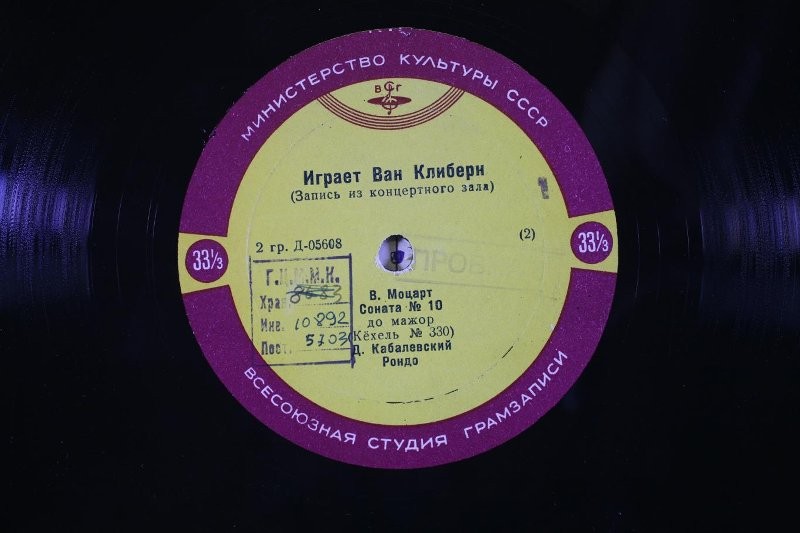 МИНИСТЕРСТВО КУЛЬТУРЫ СССР
ВСГ
Играет Ван Клиберн
(Запись из концертного зала)
2 гр. Д-05608
(2)
33⅓
33⅓
ПРОБ
Г.Ц.М.М.К.
Хран. 8683
Инв. 10892
Пост. 5703
В. Моцарт
Соната № 10
до мажор
(Кёхель № 330)
Д. Кабалевский
Рондо
ВСЕСОЮЗНАЯ СТУДИЯ ГРАМЗАПИСИ